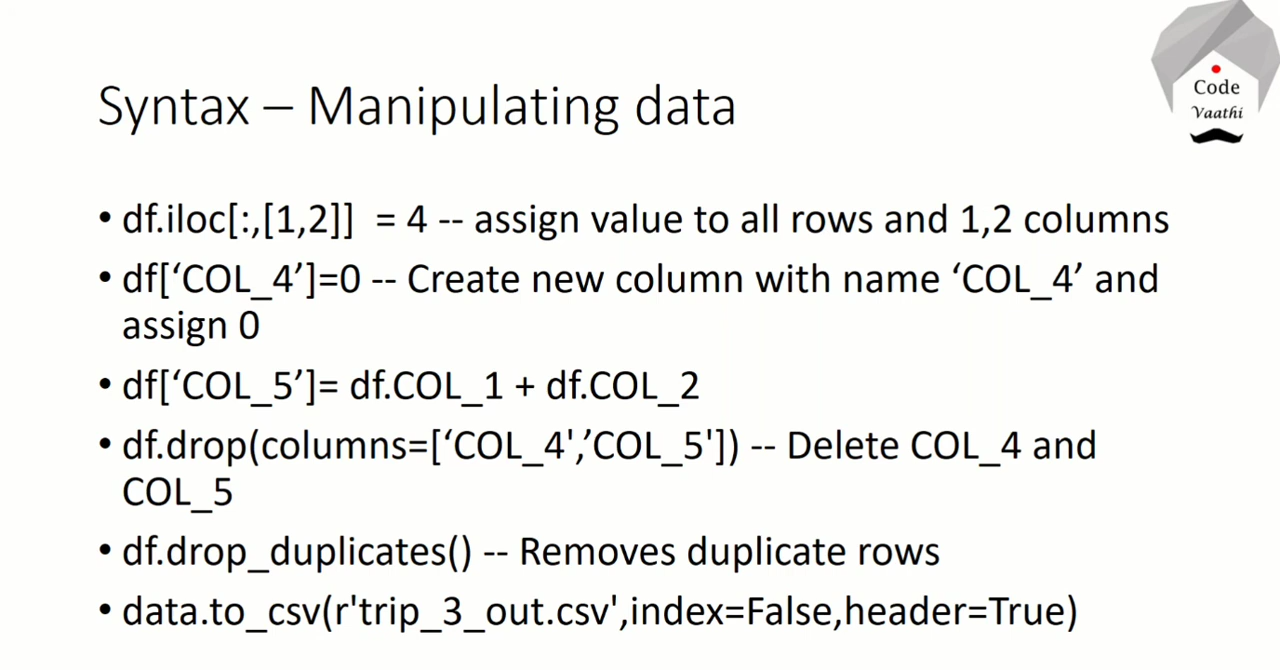 Code
Vaathi
Syntax – Manipulating data
• df.iloc[:,[1,2]]  = 4 -- assign value to all rows and 1,2 columns
• df[‘COL_4’]=0 -- Create new column with name ‘COL_4’ and
assign 0
• df[‘COL_5’]= df.COL_1 + df.COL_2
• df.drop(columns=[‘COL_4',’COL_5']) -- Delete COL_4 and
COL_5
• df.drop_duplicates() -- Removes duplicate rows
• data.to_csv(r'trip_3_out.csv',index=False,header=True)